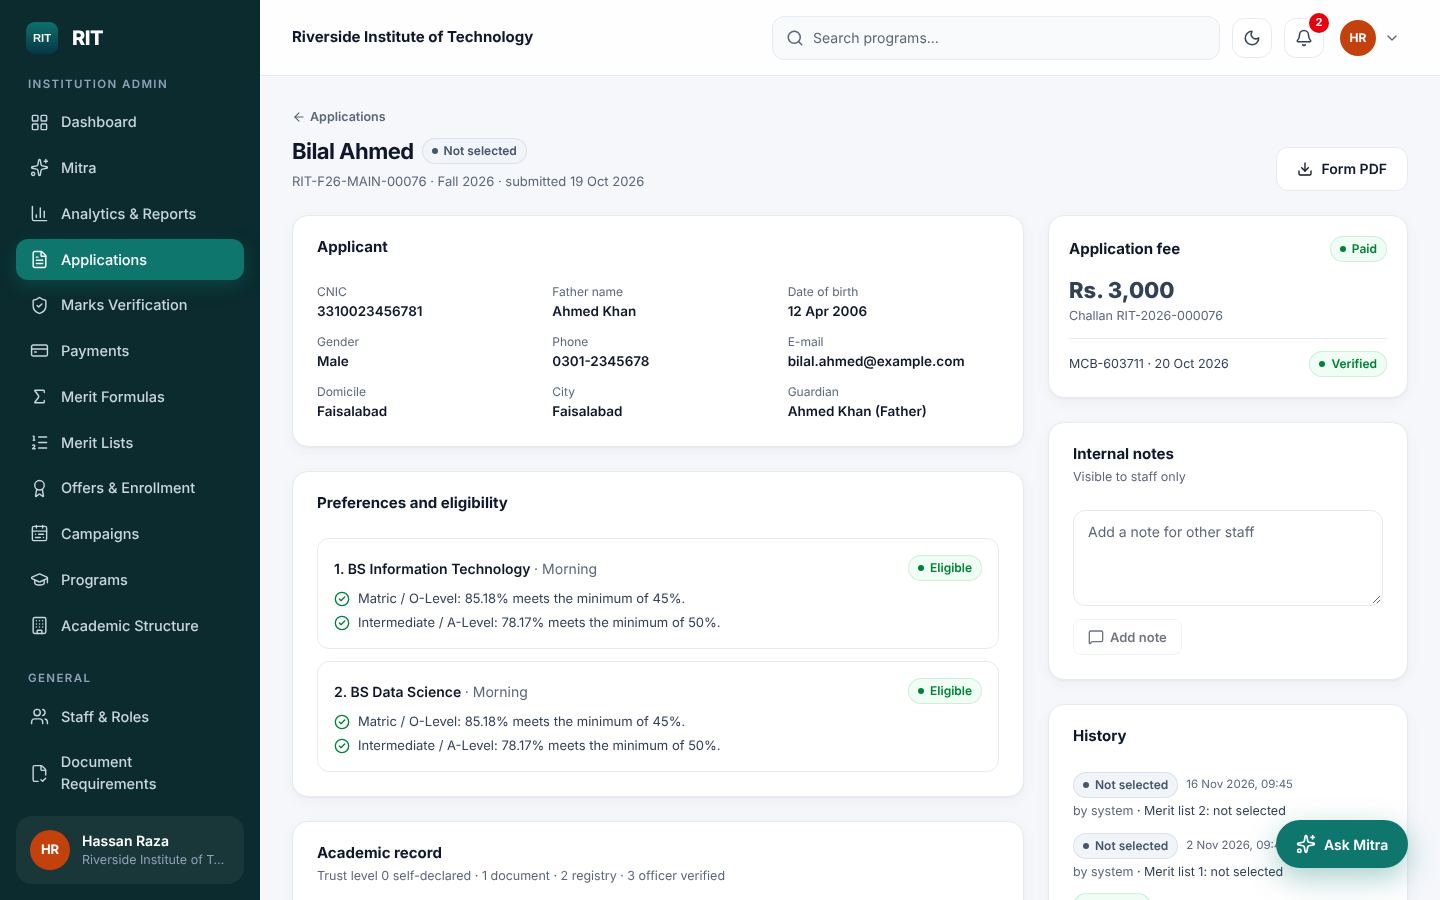 RIT
RIT
INSTITUTION ADMIN
Dashboard
Mitra
Analytics & Reports
Applications
Marks Verification
Payments
Merit Formulas
Merit Lists
Offers & Enrollment
Campaigns
Programs
Academic Structure
GENERAL
Staff & Roles
Document
Requirements
HR
Hassan Raza
Riverside Institute of T...
Riverside Institute of Technology
Search programs...
2
HR
Applications
Bilal Ahmed
Not selected
RIT-F26-MAIN-00076 · Fall 2026 · submitted 19 Oct 2026
Form PDF
Applicant
CNIC
3310023456781
Father name
Ahmed Khan
Date of birth
12 Apr 2006
Gender
Male
Phone
0301-2345678
E-mail
bilal.ahmed@example.com
Domicile
Faisalabad
City
Faisalabad
Guardian
Ahmed Khan (Father)
Preferences and eligibility
1. BS Information Technology · Morning
Eligible
Matric / O-Level: 85.18% meets the minimum of 45%.
Intermediate / A-Level: 78.17% meets the minimum of 50%.
2. BS Data Science · Morning
Eligible
Matric / O-Level: 85.18% meets the minimum of 45%.
Intermediate / A-Level: 78.17% meets the minimum of 50%.
Academic record
Trust level 0 self-declared · 1 document · 2 registry · 3 officer verified
Application fee
Paid
Rs. 3,000
Challan RIT-2026-000076
MCB-603711 · 20 Oct 2026
Verified
Internal notes
Visible to staff only
Add a note for other staff
Add note
History
Not selected
16 Nov 2026, 09:45
by system · Merit list 2: not selected
Not selected
2 Nov 2026, 09:
by system · Merit list 1: not selected
Ask Mitra